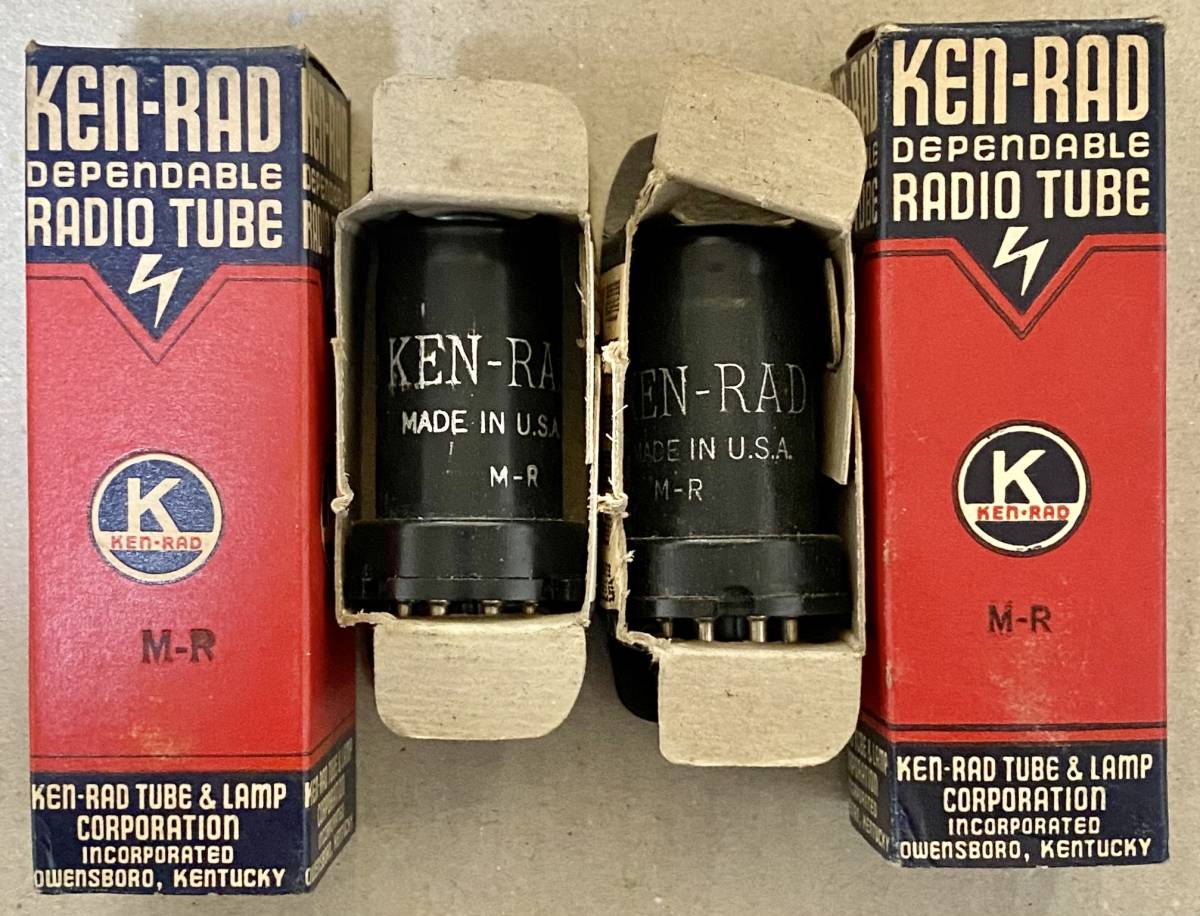 KEN-RAD
DEPENDABLE
RADIO TUBE
K
KEN-RAD
M-R
KEN-RAD TUBE & LAMP
CORPORATION
INCORPORATED
OWENSBORO, KENTUCKY
KEN-RA
MADE IN U.S.A.
M-R
KEN-RAD
MADE IN U.S.A.
M-R
KEN-RAD
DEPENDABLE
RADIO TUBE
K
KEN-RAD
M-R
KEN-RAD TUBE & LAMP
CORPORATION
INCORPORATED
OWENSBORO, KENTUCKY